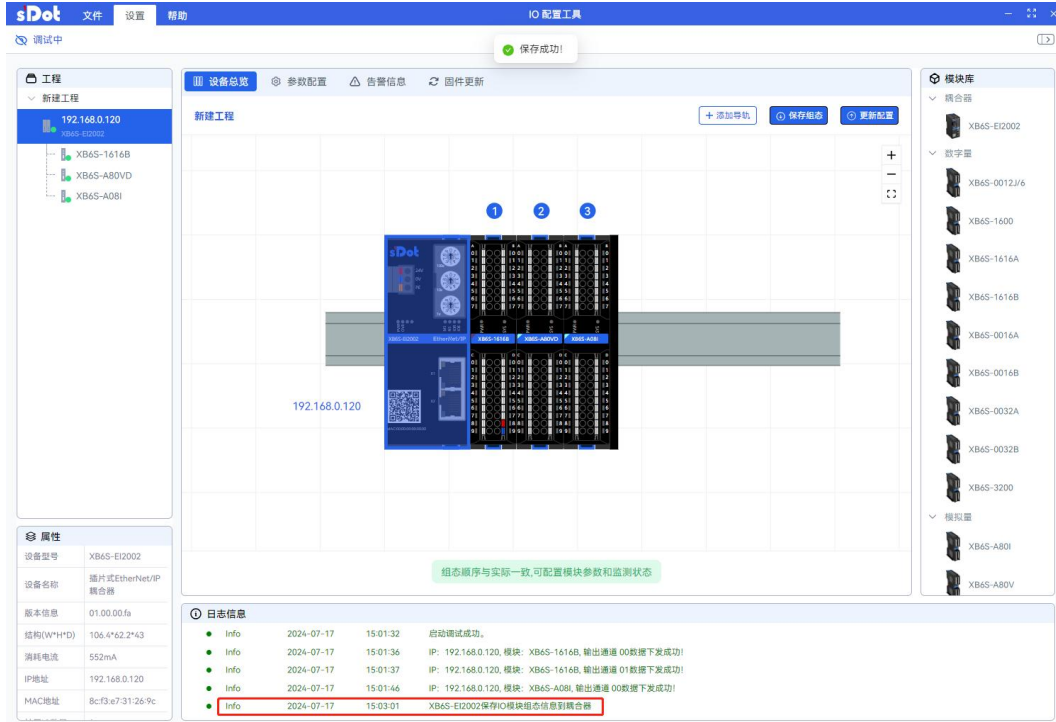 sDot 文件 设置 帮助 IO 配置工具
调试中
保存成功!
工程
新建工程
192.168.0.120
XB6S-EI2002
XB6S-1616B
XB6S-A80VD
XB6S-A08I
设备总览 参数配置 告警信息 固件更新
新建工程 添加导轨 保存组态 更新配置
1 2 3
sDot
XB6S-EI2002 EtherNet/IP XB6S-1616B XB6S-A80VD XB6S-A08I
192.168.0.120
组态顺序与实际一致,可配置模块参数和监测状态
模块库
耦合器
XB6S-EI2002
数字量
XB6S-0012J/6
XB6S-1600
XB6S-1616A
XB6S-1616B
XB6S-0016A
XB6S-0016B
XB6S-0032A
XB6S-0032B
XB6S-3200
模拟量
XB6S-A80I
XB6S-A80V
属性
设备型号 XB6S-EI2002
设备名称 插片式EtherNet/IP
耦合器
版本信息 01.00.00.fa
结构(W*H*D) 106.4*62.2*43
消耗电流 552mA
IP地址 192.168.0.120
MAC地址 8c:f3:e7:31:26:9c
日志信息
Info 2024-07-17 15:01:32 启动调试成功。
Info 2024-07-17 15:01:36 IP: 192.168.0.120, 模块: XB6S-1616B, 输出通道 00数据下发成功!
Info 2024-07-17 15:01:37 IP: 192.168.0.120, 模块: XB6S-1616B, 输出通道 01数据下发成功!
Info 2024-07-17 15:01:46 IP: 192.168.0.120, 模块: XB6S-A08I, 输出通道 00数据下发成功!
Info 2024-07-17 15:03:01 XB6S-EI2002保存IO模块组态信息到耦合器